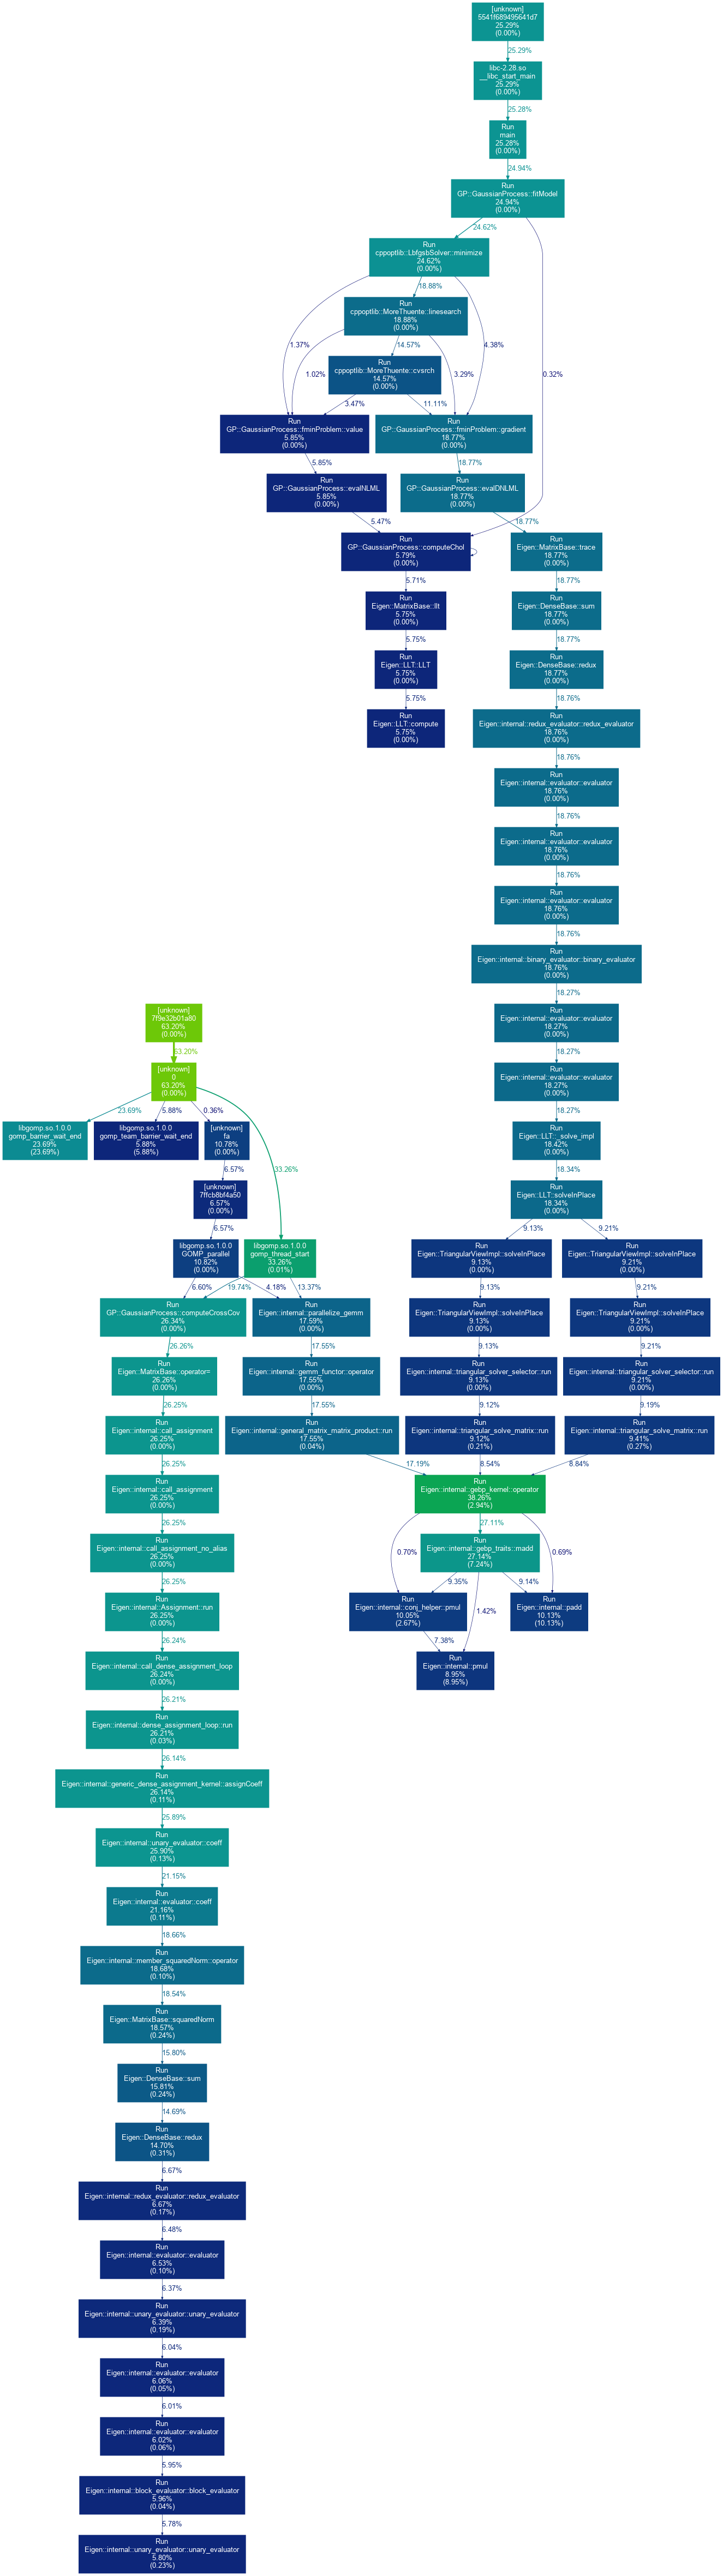 [unknown]
5541f689495641d7
25.29%
(0.00%)
25.29%
libc-2.28.so
__libc_start_main
25.29%
(0.00%)
25.28%
Run
main
25.28%
(0.00%)
24.94%
Run
GP::GaussianProcess::fitModel
24.94%
(0.00%)
24.62%
0.32%
Run
cppoptlib::LbfgsbSolver::minimize
24.62%
(0.00%)
18.88%
1.37%
4.38%
Run
cppoptlib::MoreThuente::linesearch
18.88%
(0.00%)
14.57%
1.02%
3.29%
Run
cppoptlib::MoreThuente::cvsrch
14.57%
(0.00%)
3.47%
11.11%
Run
GP::GaussianProcess::fminProblem::value
5.85%
(0.00%)
5.85%
Run
GP::GaussianProcess::fminProblem::gradient
18.77%
(0.00%)
18.77%
Run
GP::GaussianProcess::evalNLML
5.85%
(0.00%)
5.47%
Run
GP::GaussianProcess::evalDNLML
18.77%
(0.00%)
18.77%
Run
GP::GaussianProcess::computeChol
5.79%
(0.00%)
5.71%
Run
Eigen::MatrixBase::llt
5.75%
(0.00%)
5.75%
Run
Eigen::LLT::LLT
5.75%
(0.00%)
5.75%
Run
Eigen::LLT::compute
5.75%
(0.00%)
Run
Eigen::MatrixBase::trace
18.77%
(0.00%)
18.77%
Run
Eigen::DenseBase::sum
18.77%
(0.00%)
18.77%
Run
Eigen::DenseBase::redux
18.77%
(0.00%)
18.76%
Run
Eigen::internal::redux_evaluator::redux_evaluator
18.76%
(0.00%)
18.76%
Run
Eigen::internal::evaluator::evaluator
18.76%
(0.00%)
18.76%
Run
Eigen::internal::evaluator::evaluator
18.76%
(0.00%)
18.76%
Run
Eigen::internal::evaluator::evaluator
18.76%
(0.00%)
18.76%
Run
Eigen::internal::binary_evaluator::binary_evaluator
18.76%
(0.00%)
18.27%
Run
Eigen::internal::evaluator::evaluator
18.27%
(0.00%)
18.27%
Run
Eigen::internal::evaluator::evaluator
18.27%
(0.00%)
18.27%
Run
Eigen::LLT::_solve_impl
18.42%
(0.00%)
18.34%
Run
Eigen::LLT::solveInPlace
18.34%
(0.00%)
9.13%
9.21%
Run
Eigen::TriangularViewImpl::solveInPlace
9.13%
(0.00%)
9.13%
Run
Eigen::TriangularViewImpl::solveInPlace
9.21%
(0.00%)
9.21%
Run
Eigen::TriangularViewImpl::solveInPlace
9.13%
(0.00%)
9.13%
Run
Eigen::TriangularViewImpl::solveInPlace
9.21%
(0.00%)
9.21%
Run
Eigen::internal::triangular_solver_selector::run
9.13%
(0.00%)
9.12%
Run
Eigen::internal::triangular_solver_selector::run
9.21%
(0.00%)
9.19%
Run
Eigen::internal::triangular_solve_matrix::run
9.12%
(0.21%)
8.54%
Run
Eigen::internal::triangular_solve_matrix::run
9.41%
(0.27%)
8.84%
[unknown]
7f9e32b01a80
63.20%
(0.00%)
63.20%
[unknown]
0
63.20%
(0.00%)
23.69%
5.88%
0.36%
33.26%
libgomp.so.1.0.0
gomp_barrier_wait_end
23.69%
(23.69%)
libgomp.so.1.0.0
gomp_team_barrier_wait_end
5.88%
(5.88%)
[unknown]
fa
10.78%
(0.00%)
6.57%
[unknown]
7ffcb8bf4a50
6.57%
(0.00%)
6.57%
libgomp.so.1.0.0
GOMP_parallel
10.82%
(0.00%)
6.60%
4.18%
libgomp.so.1.0.0
gomp_thread_start
33.26%
(0.01%)
19.74%
13.37%
Run
GP::GaussianProcess::computeCrossCov
26.34%
(0.00%)
26.26%
Run
Eigen::internal::parallelize_gemm
17.59%
(0.00%)
17.55%
Run
Eigen::internal::gemm_functor::operator
17.55%
(0.00%)
17.55%
Run
Eigen::internal::general_matrix_matrix_product::run
17.55%
(0.04%)
17.19%
Run
Eigen::internal::gebp_kernel::operator
38.26%
(2.94%)
0.70%
27.11%
0.69%
Run
Eigen::internal::gebp_traits::madd
27.14%
(7.24%)
9.35%
1.42%
9.14%
Run
Eigen::internal::conj_helper::pmul
10.05%
(2.67%)
7.38%
Run
Eigen::internal::padd
10.13%
(10.13%)
Run
Eigen::internal::pmul
8.95%
(8.95%)
Run
Eigen::MatrixBase::operator=
26.26%
(0.00%)
26.25%
Run
Eigen::internal::call_assignment
26.25%
(0.00%)
26.25%
Run
Eigen::internal::call_assignment
26.25%
(0.00%)
26.25%
Run
Eigen::internal::call_assignment_no_alias
26.25%
(0.00%)
26.25%
Run
Eigen::internal::Assignment::run
26.25%
(0.00%)
26.24%
Run
Eigen::internal::call_dense_assignment_loop
26.24%
(0.00%)
26.21%
Run
Eigen::internal::dense_assignment_loop::run
26.21%
(0.03%)
26.14%
Run
Eigen::internal::generic_dense_assignment_kernel::assignCoeff
26.14%
(0.11%)
25.89%
Run
Eigen::internal::unary_evaluator::coeff
25.90%
(0.13%)
21.15%
Run
Eigen::internal::evaluator::coeff
21.16%
(0.11%)
18.66%
Run
Eigen::internal::member_squaredNorm::operator
18.68%
(0.10%)
18.54%
Run
Eigen::MatrixBase::squaredNorm
18.57%
(0.24%)
15.80%
Run
Eigen::DenseBase::sum
15.81%
(0.24%)
14.69%
Run
Eigen::DenseBase::redux
14.70%
(0.31%)
6.67%
Run
Eigen::internal::redux_evaluator::redux_evaluator
6.67%
(0.17%)
6.48%
Run
Eigen::internal::evaluator::evaluator
6.53%
(0.10%)
6.37%
Run
Eigen::internal::unary_evaluator::unary_evaluator
6.39%
(0.19%)
6.04%
Run
Eigen::internal::evaluator::evaluator
6.06%
(0.05%)
6.01%
Run
Eigen::internal::evaluator::evaluator
6.02%
(0.06%)
5.95%
Run
Eigen::internal::block_evaluator::block_evaluator
5.96%
(0.04%)
5.78%
Run
Eigen::internal::unary_evaluator::unary_evaluator
5.80%
(0.23%)